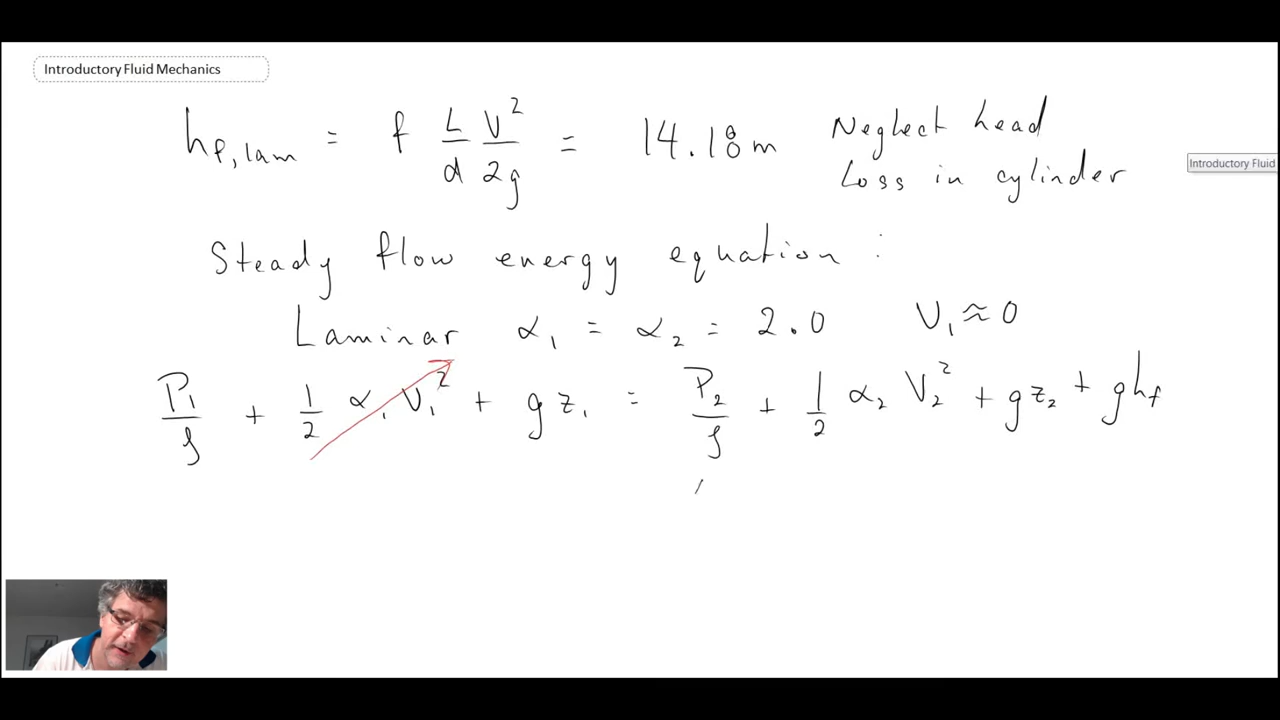 Introductory Fluid Mechanics
h_f,lam = f L/d V²/2g = 14.18m Neglect head
Loss in cylinder
Introductory Fluid
Steady flow energy equation :
Laminar α₁ = α₂ = 2.0 V₁ ≈ 0
P₁/ρ + 1/2 α₁ V₁² + g z₁ = P₂/ρ + 1/2 α₂ V₂² + g z₂ + g h_f